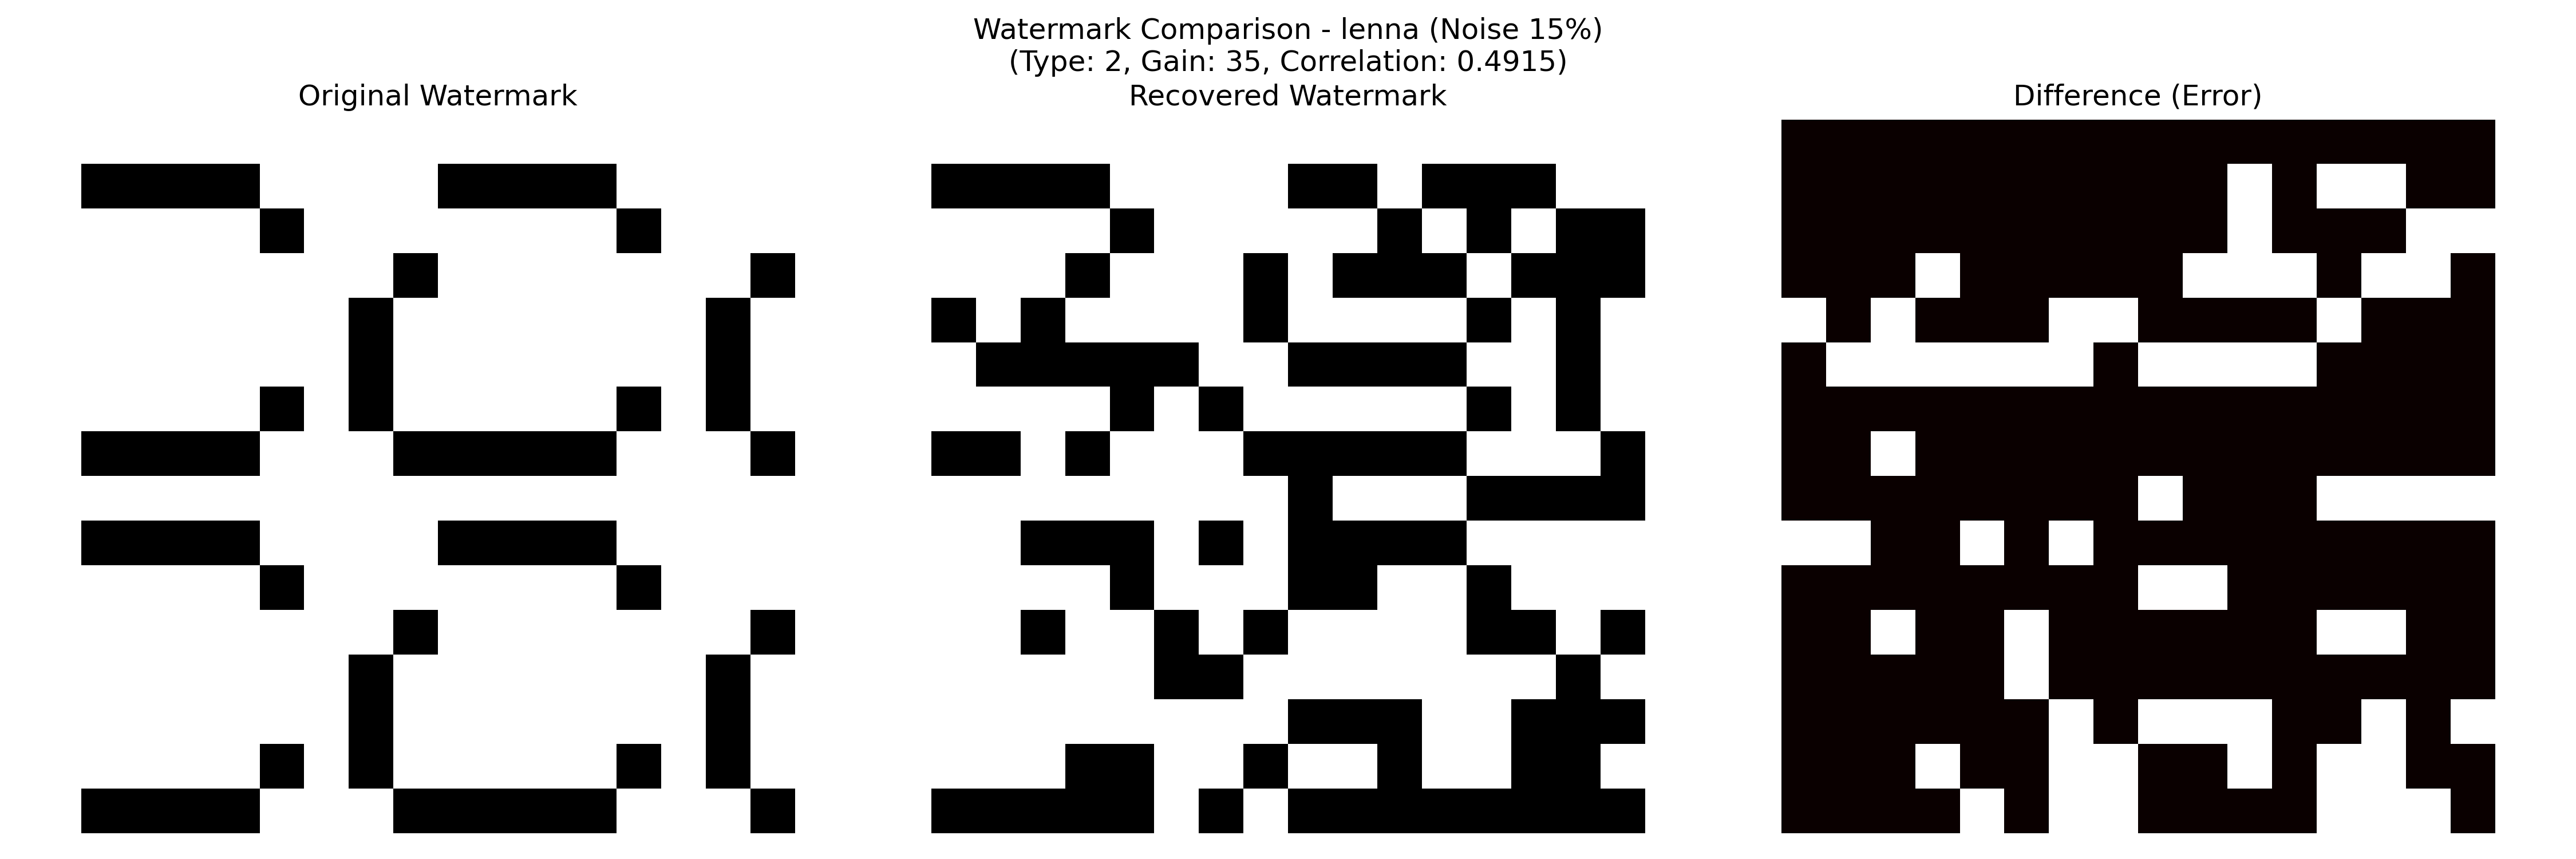 Watermark Comparison - lenna (Noise 15%)
(Type: 2, Gain: 35, Correlation: 0.4915)
Original Watermark
Recovered Watermark
Difference (Error)